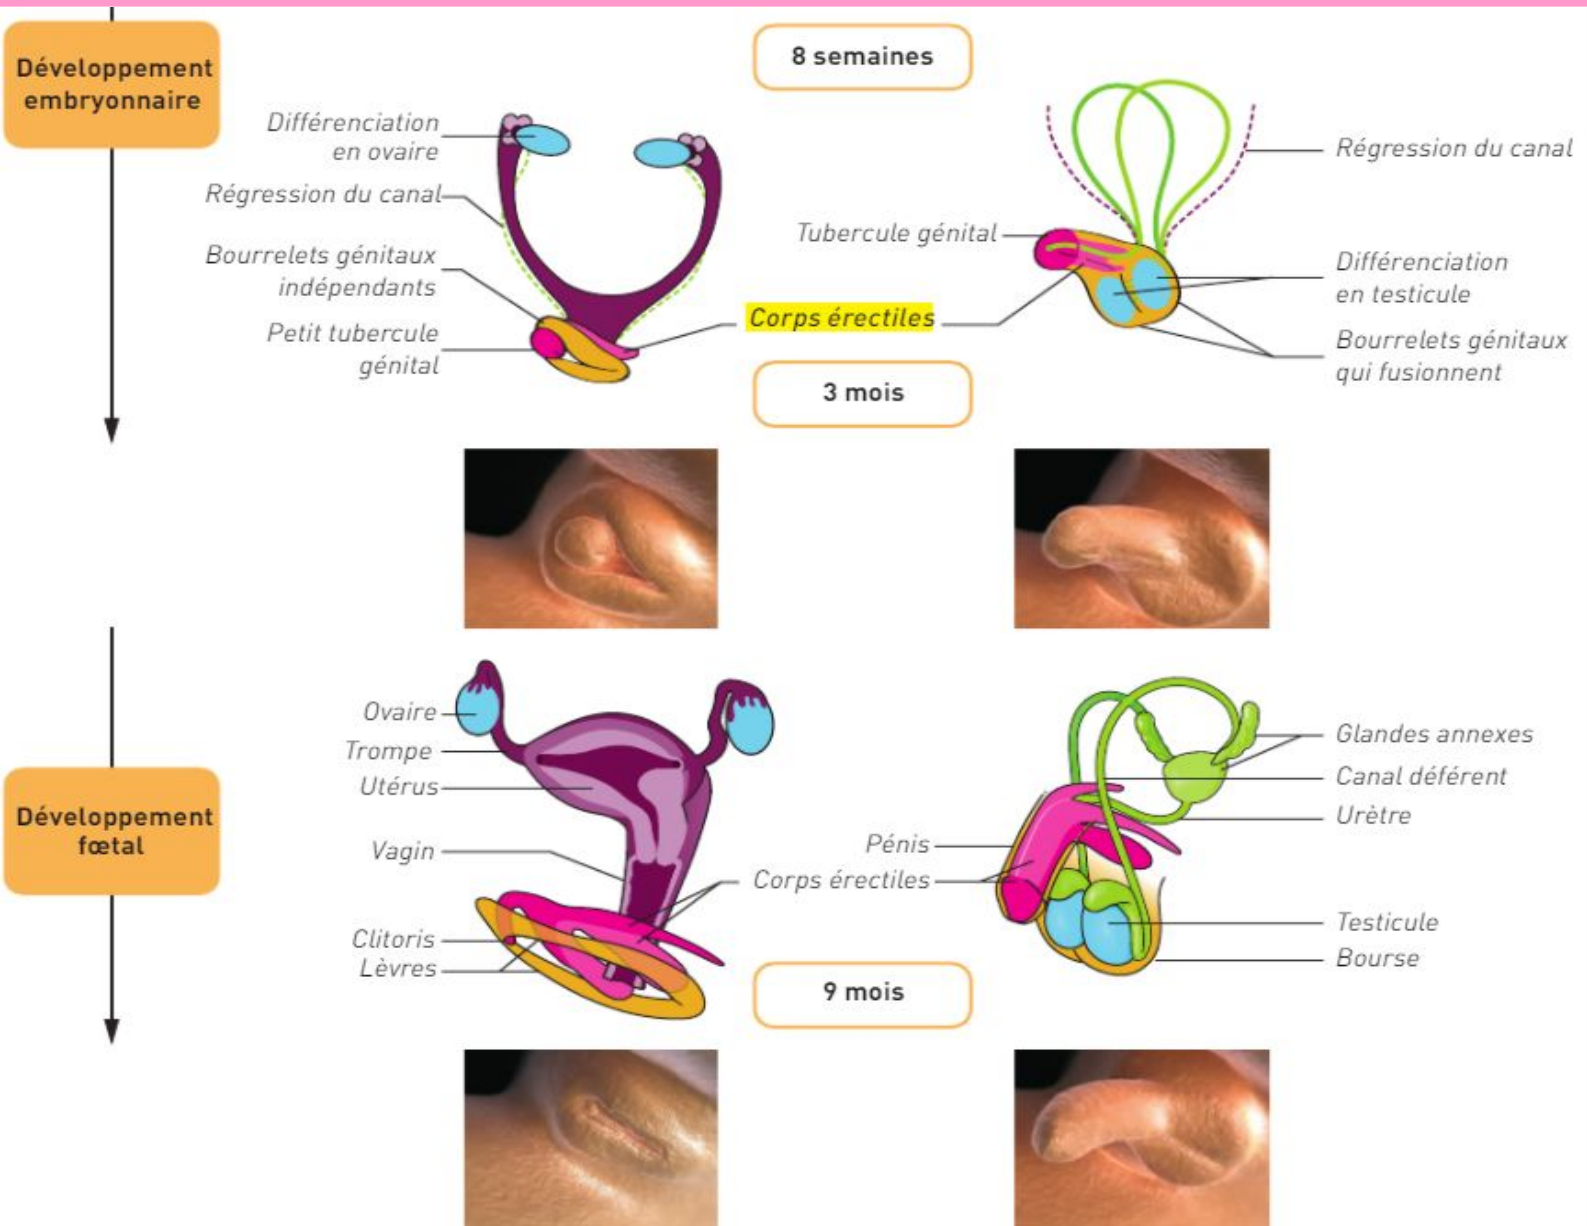 Développement
embryonnaire
8 semaines
Différenciation
en ovaire
Régression du canal
Bourrelets génitaux
indépendants
Petit tubercule
génital
Corps érectiles
Tubercule génital
Régression du canal
Différenciation
en testicule
Bourrelets génitaux
qui fusionnent
3 mois
Développement
fœtal
Ovaire
Trompe
Utérus
Vagin
Clitoris
Lèvres
Corps érectiles
Pénis
Glandes annexes
Canal déférent
Urètre
Testicule
Bourse
9 mois